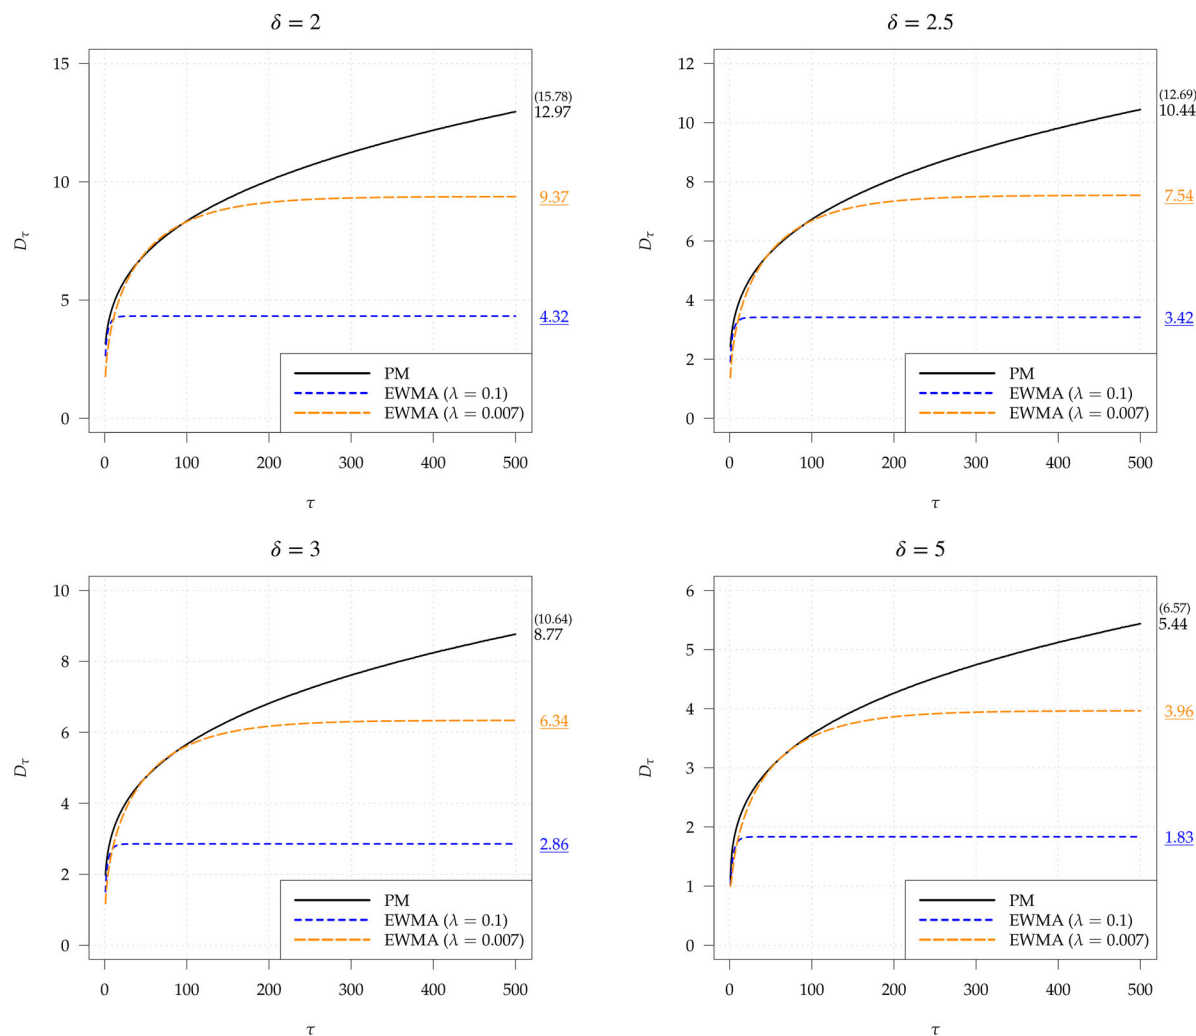 δ = 2
15
10
5
0
Dτ
0 100 200 300 400 500
τ
(15.78)
12.97
9.37
4.32
PM
EWMA (λ = 0.1)
EWMA (λ = 0.007)
δ = 2.5
12
10
8
6
4
2
0
Dτ
0 100 200 300 400 500
τ
(12.69)
10.44
7.54
3.42
PM
EWMA (λ = 0.1)
EWMA (λ = 0.007)
δ = 3
10
8
6
4
2
0
Dτ
0 100 200 300 400 500
τ
(10.64)
8.77
6.34
2.86
PM
EWMA (λ = 0.1)
EWMA (λ = 0.007)
δ = 5
6
5
4
3
2
1
0
Dτ
0 100 200 300 400 500
τ
(6.57)
5.44
3.96
1.83
PM
EWMA (λ = 0.1)
EWMA (λ = 0.007)